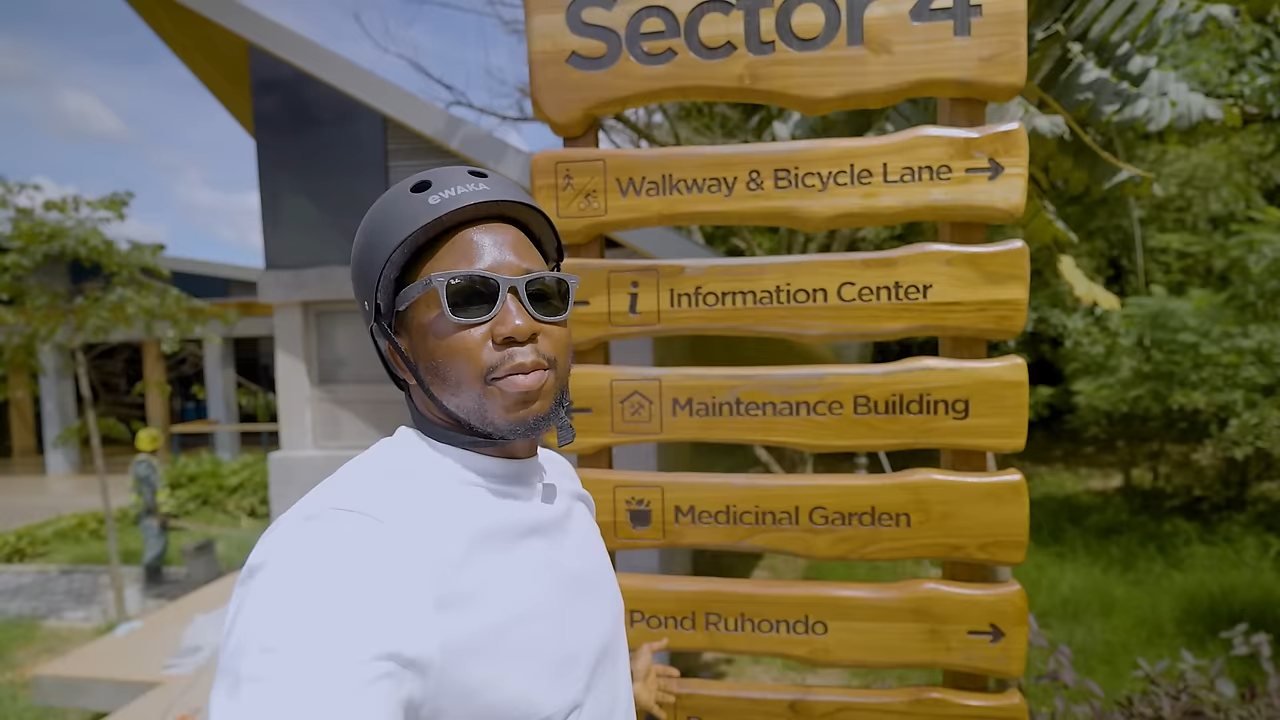 Sector 4
Walkway & Bicycle Lane
eWAKA
Information Center
Maintenance Building
Medicinal Garden
Pond Ruhondo